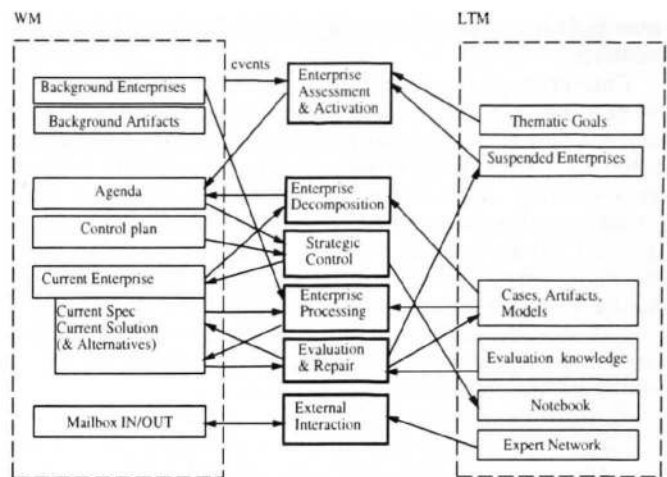 WM
LTM
events
Background Enterprises
Background Artifacts
Agenda
Control plan
Current Enterprise
Current Spec
Current Solution
(& Alternatives)
Mailbox IN/OUT
Enterprise
Assessment
& Activation
Enterprise
Decomposition
Strategic
Control
Enterprise
Processing
Evaluation
& Repair
External
Interaction
Thematic Goals
Suspended Enterprises
Cases, Artifacts,
Models
Evaluation knowledge
Notebook
Expert Network